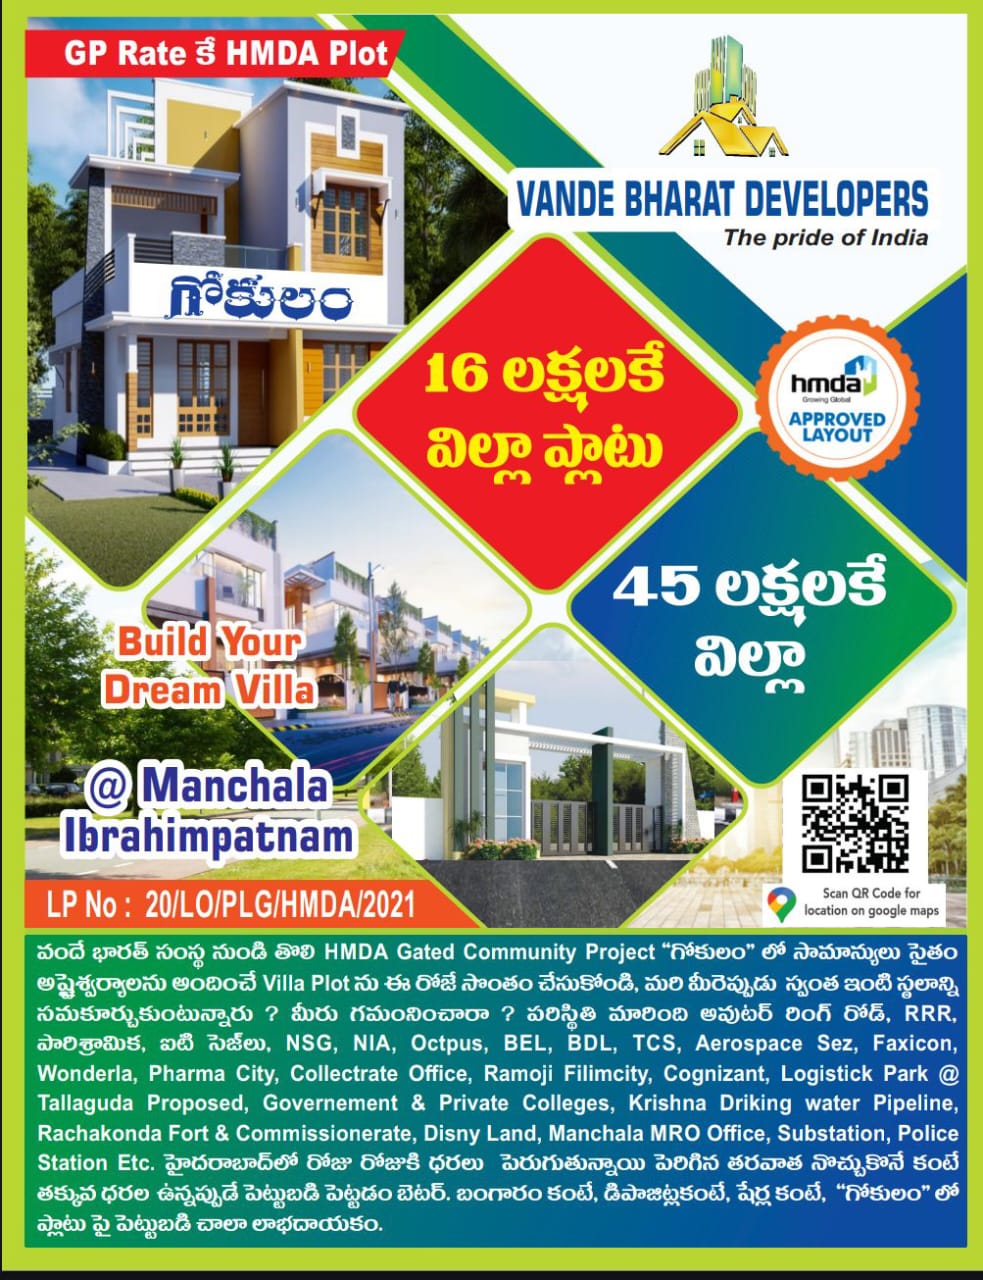 GP Rate కే HMDA Plot
VANDE BHARAT DEVELOPERS
The pride of India
గోకులం
16 లక్షలకే
విల్లా ప్లాటు
hmda
Growing Global
APPROVED
LAYOUT
45 లక్షలకే
విల్లా
Build Your
Dream Villa
@ Manchala
Ibrahimpatnam
Scan QR Code for
location on google maps
LP No : 20/LO/PLG/HMDA/2021
వందే భారత్ సంస్థ నుండి తొలి HMDA Gated Community Project “గోకులం” లో సామాన్యులు సైతం
అష్టైశ్వర్యాలను అందించే Villa Plot ను ఈ రోజే సొంతం చేసుకోండి, మరి మీరెప్పుడు స్వంత ఇంటి స్థలాన్ని
సమకూర్చుకుంటున్నారు ? మీరు గమంనించారా ? పరిస్థితి మారింది అవుటర్ రింగ్ రోడ్, RRR,
పారిశ్రామిక, ఐటి సెజ్‌లు, NSG, NIA, Octpus, BEL, BDL, TCS, Aerospace Sez, Faxicon,
Wonderla, Pharma City, Collectrate Office, Ramoji Filimcity, Cognizant, Logistick Park @
Tallaguda Proposed, Governement & Private Colleges, Krishna Driking water Pipeline,
Rachakonda Fort & Commissionerate, Disny Land, Manchala MRO Office, Substation, Police
Station Etc. హైదరాబాద్‌లో రోజు రోజుకి ధరలు పెరుగుతున్నాయి పెరిగిన తరవాత నొచ్చుకొనే కంటే
తక్కువ ధరల ఉన్నప్పుడే పెట్టుబడి పెట్టడం బెటర్. బంగారం కంటే, డిపాజిట్లకంటే, షేర్ల కంటే, “గోకులం” లో
ప్లాటు పై పెట్టుబడి చాలా లాభదాయకం.